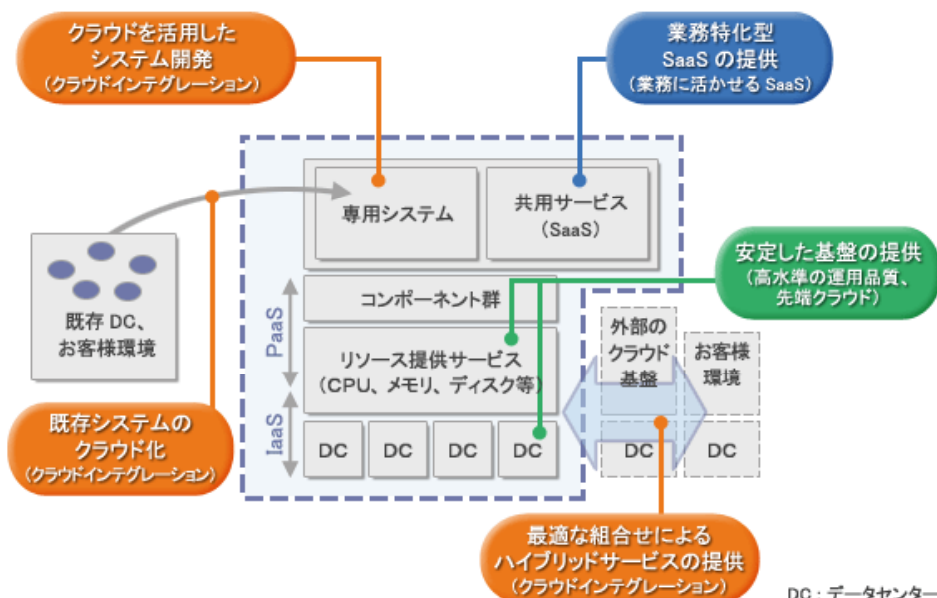 クラウドを活用した
システム開発
(クラウドインテグレーション)
業務特化型
SaaS の提供
(業務に活かせる SaaS)
専用システム
共用サービス
(SaaS)
既存 DC、
お客様環境
安定した基盤の提供
(高水準の運用品質、
先端クラウド)
PaaS
コンポーネント群
リソース提供サービス
(CPU、メモリ、ディスク等)
外部の
クラウド
基盤
お客様
環境
既存システムの
クラウド化
(クラウドインテグレーション)
IaaS
DC
DC
DC
DC
DC
DC
最適な組合せによる
ハイブリッドサービスの提供
(クラウドインテグレーション)
DC : データセンター